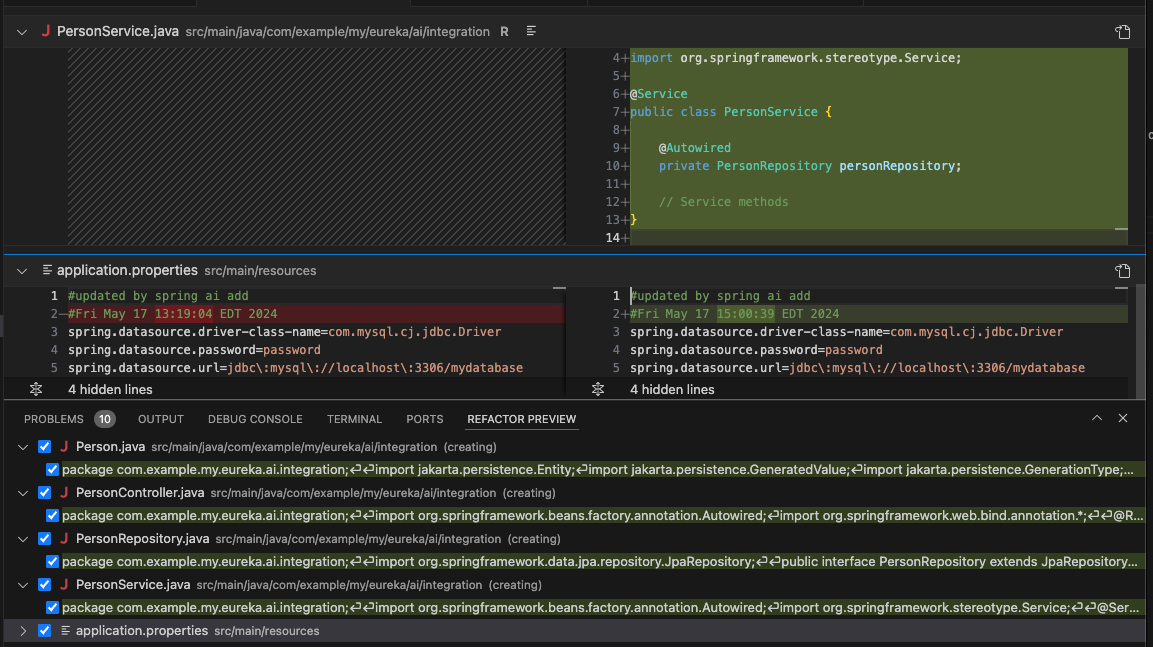 PersonService.java src/main/java/com/example/my/eureka/ai/integration R
4+import org.springframework.stereotype.Service;
5+
6+@Service
7+public class PersonService {
8+
9+ @Autowired
10+ private PersonRepository personRepository;
11+
12+ // Service methods
13+}
14+
application.properties src/main/resources
1 #updated by spring ai add
2—#Fri May 17 13:19:04 EDT 2024
3 spring.datasource.driver-class-name=com.mysql.cj.jdbc.Driver
4 spring.datasource.password=password
5 spring.datasource.url=jdbc\:mysql\://localhost\:3306/mydatabase
4 hidden lines
1 #updated by spring ai add
2+#Fri May 17 15:00:39 EDT 2024
3 spring.datasource.driver-class-name=com.mysql.cj.jdbc.Driver
4 spring.datasource.password=password
5 spring.datasource.url=jdbc\:mysql\://localhost\:3306/mydatabase
4 hidden lines
PROBLEMS 10 OUTPUT DEBUG CONSOLE TERMINAL PORTS REFACTOR PREVIEW
Person.java src/main/java/com/example/my/eureka/ai/integration (creating)
package com.example.my.eureka.ai.integration;⏎⏎import jakarta.persistence.Entity;⏎import jakarta.persistence.GeneratedValue;⏎import jakarta.persistence.GenerationType;...
PersonController.java src/main/java/com/example/my/eureka/ai/integration (creating)
package com.example.my.eureka.ai.integration;⏎⏎import org.springframework.beans.factory.annotation.Autowired;⏎import org.springframework.web.bind.annotation.*;⏎⏎@R...
PersonRepository.java src/main/java/com/example/my/eureka/ai/integration (creating)
package com.example.my.eureka.ai.integration;⏎⏎import org.springframework.data.jpa.repository.JpaRepository;⏎⏎public interface PersonRepository extends JpaRepository...
PersonService.java src/main/java/com/example/my/eureka/ai/integration (creating)
package com.example.my.eureka.ai.integration;⏎⏎import org.springframework.beans.factory.annotation.Autowired;⏎import org.springframework.stereotype.Service;⏎⏎@Ser...
application.properties src/main/resources